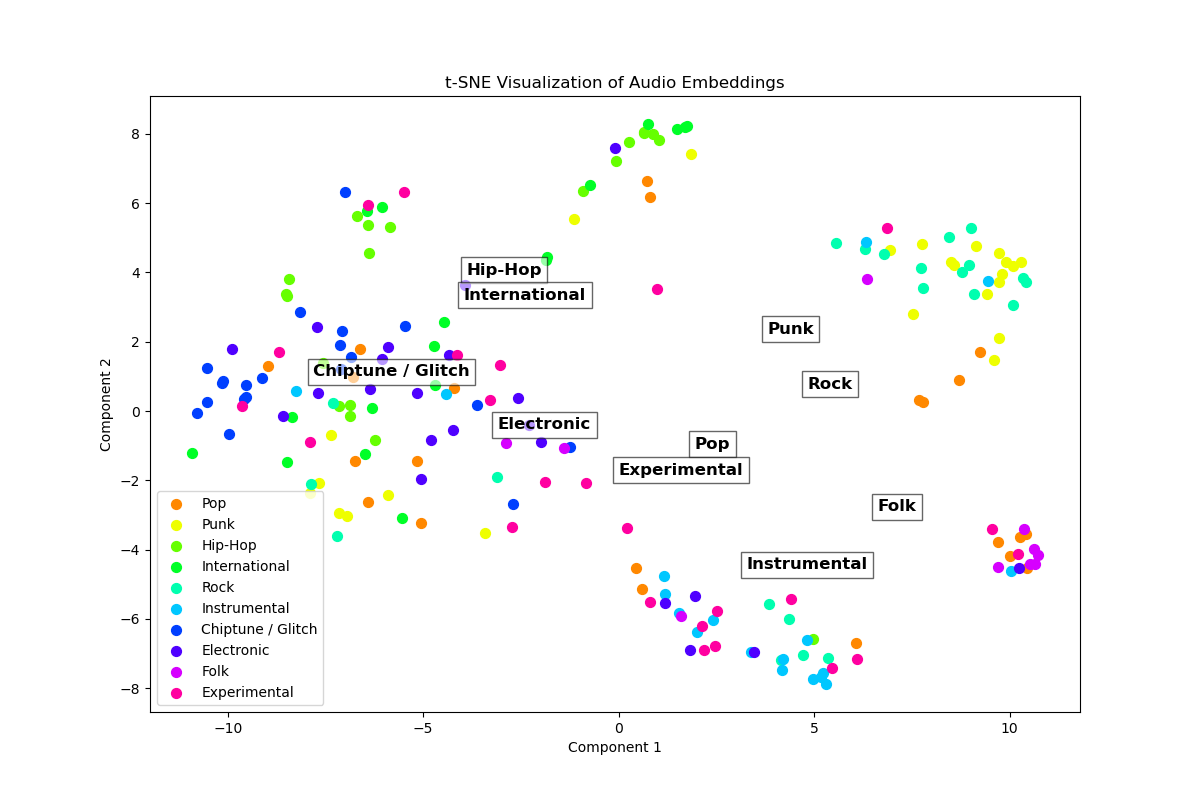 t-SNE Visualization of Audio Embeddings
8
6
4
2
0
−2
−4
−6
−8
Component 2
Hip-Hop
International
Punk
Chiptune / Glitch
Rock
Electronic
Pop
Experimental
Folk
Instrumental
Pop
Punk
Hip-Hop
International
Rock
Instrumental
Chiptune / Glitch
Electronic
Folk
Experimental
−10 −5 0 5 10
Component 1